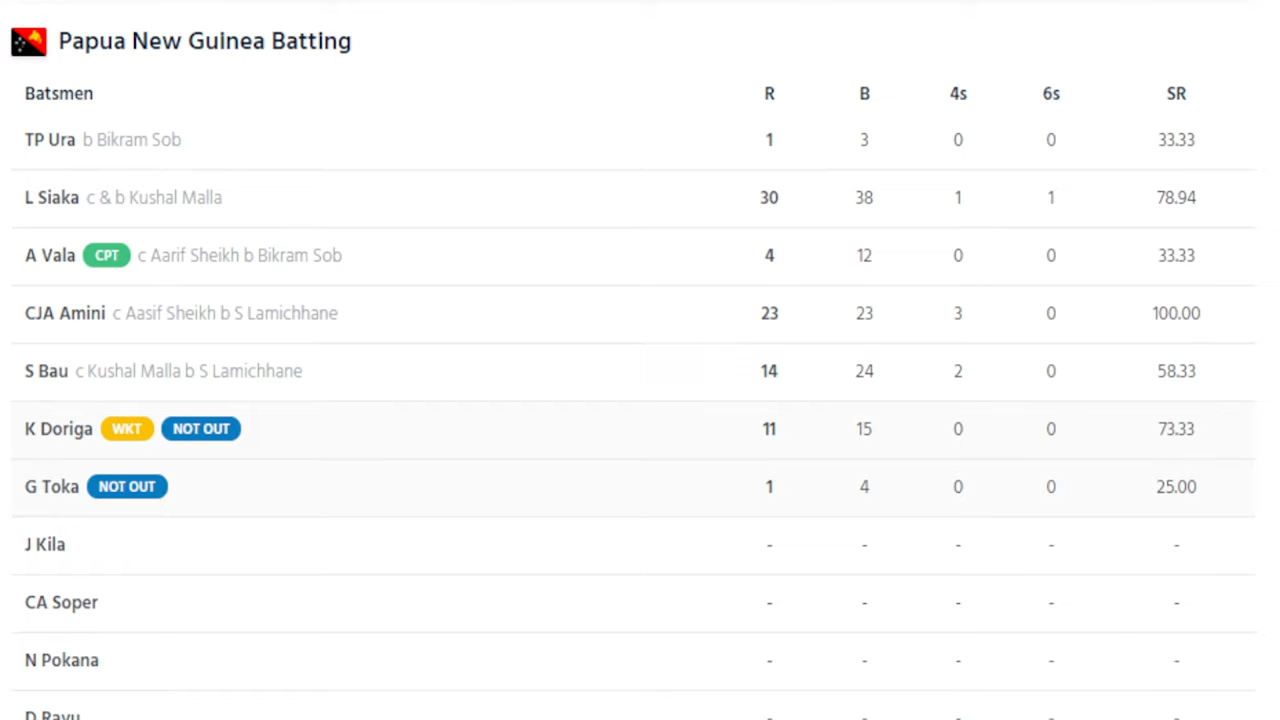 Papua New Guinea Batting
Batsmen R B 4s 6s SR
TP Ura b Bikram Sob 1 3 0 0 33.33
L Siaka c & b Kushal Malla 30 38 1 1 78.94
A Vala CPT c Aarif Sheikh b Bikram Sob 4 12 0 0 33.33
CJA Amini c Aasif Sheikh b S Lamichhane 23 23 3 0 100.00
S Bau c Kushal Malla b S Lamichhane 14 24 2 0 58.33
K Doriga WKT NOT OUT 11 15 0 0 73.33
G Toka NOT OUT 1 4 0 0 25.00
J Kila - - - - -
CA Soper - - - - -
N Pokana - - - - -
D Ravu - - - - -